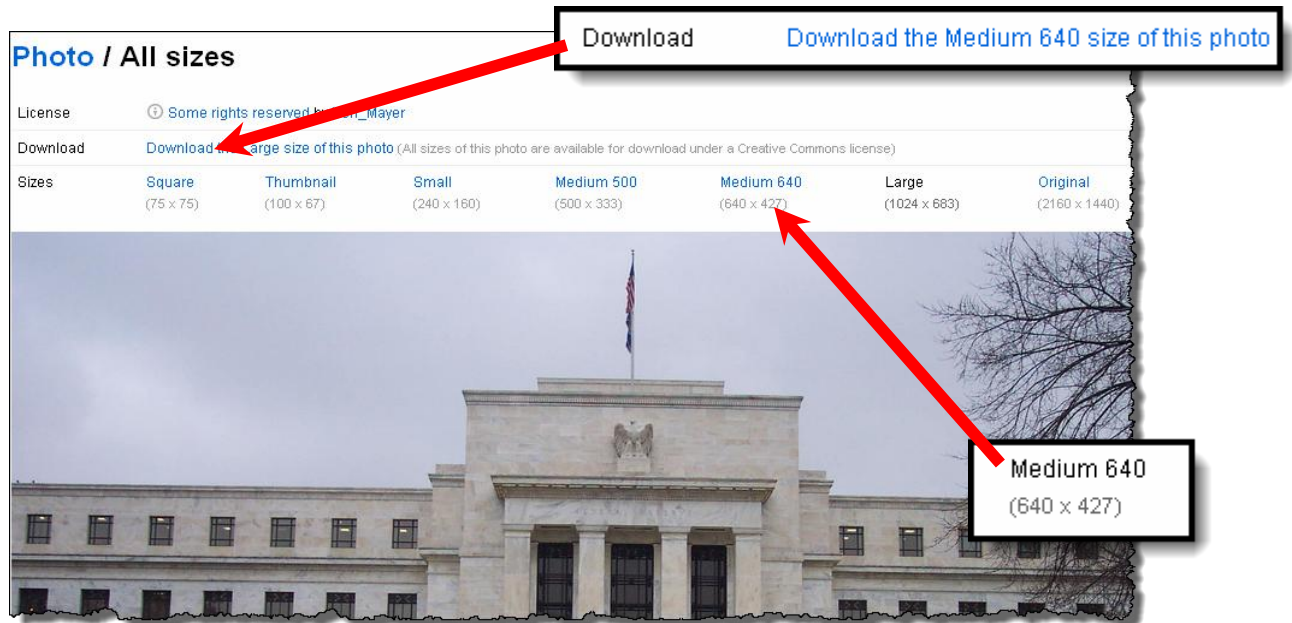 Download Download the Medium 640 size of this photo
Photo / All sizes
License Some rights reserved Mayer
Download Download arge size of this photo (All sizes of this photo are available for download under a Creative Commons license)
Sizes Square Thumbnail Small Medium 500 Medium 640 Large Original
(75 x 75) (100 x 67) (240 x 160) (500 x 333) (640 x 427) (1024 x 683) (2160 x 1440)
Medium 640
(640 x 427)